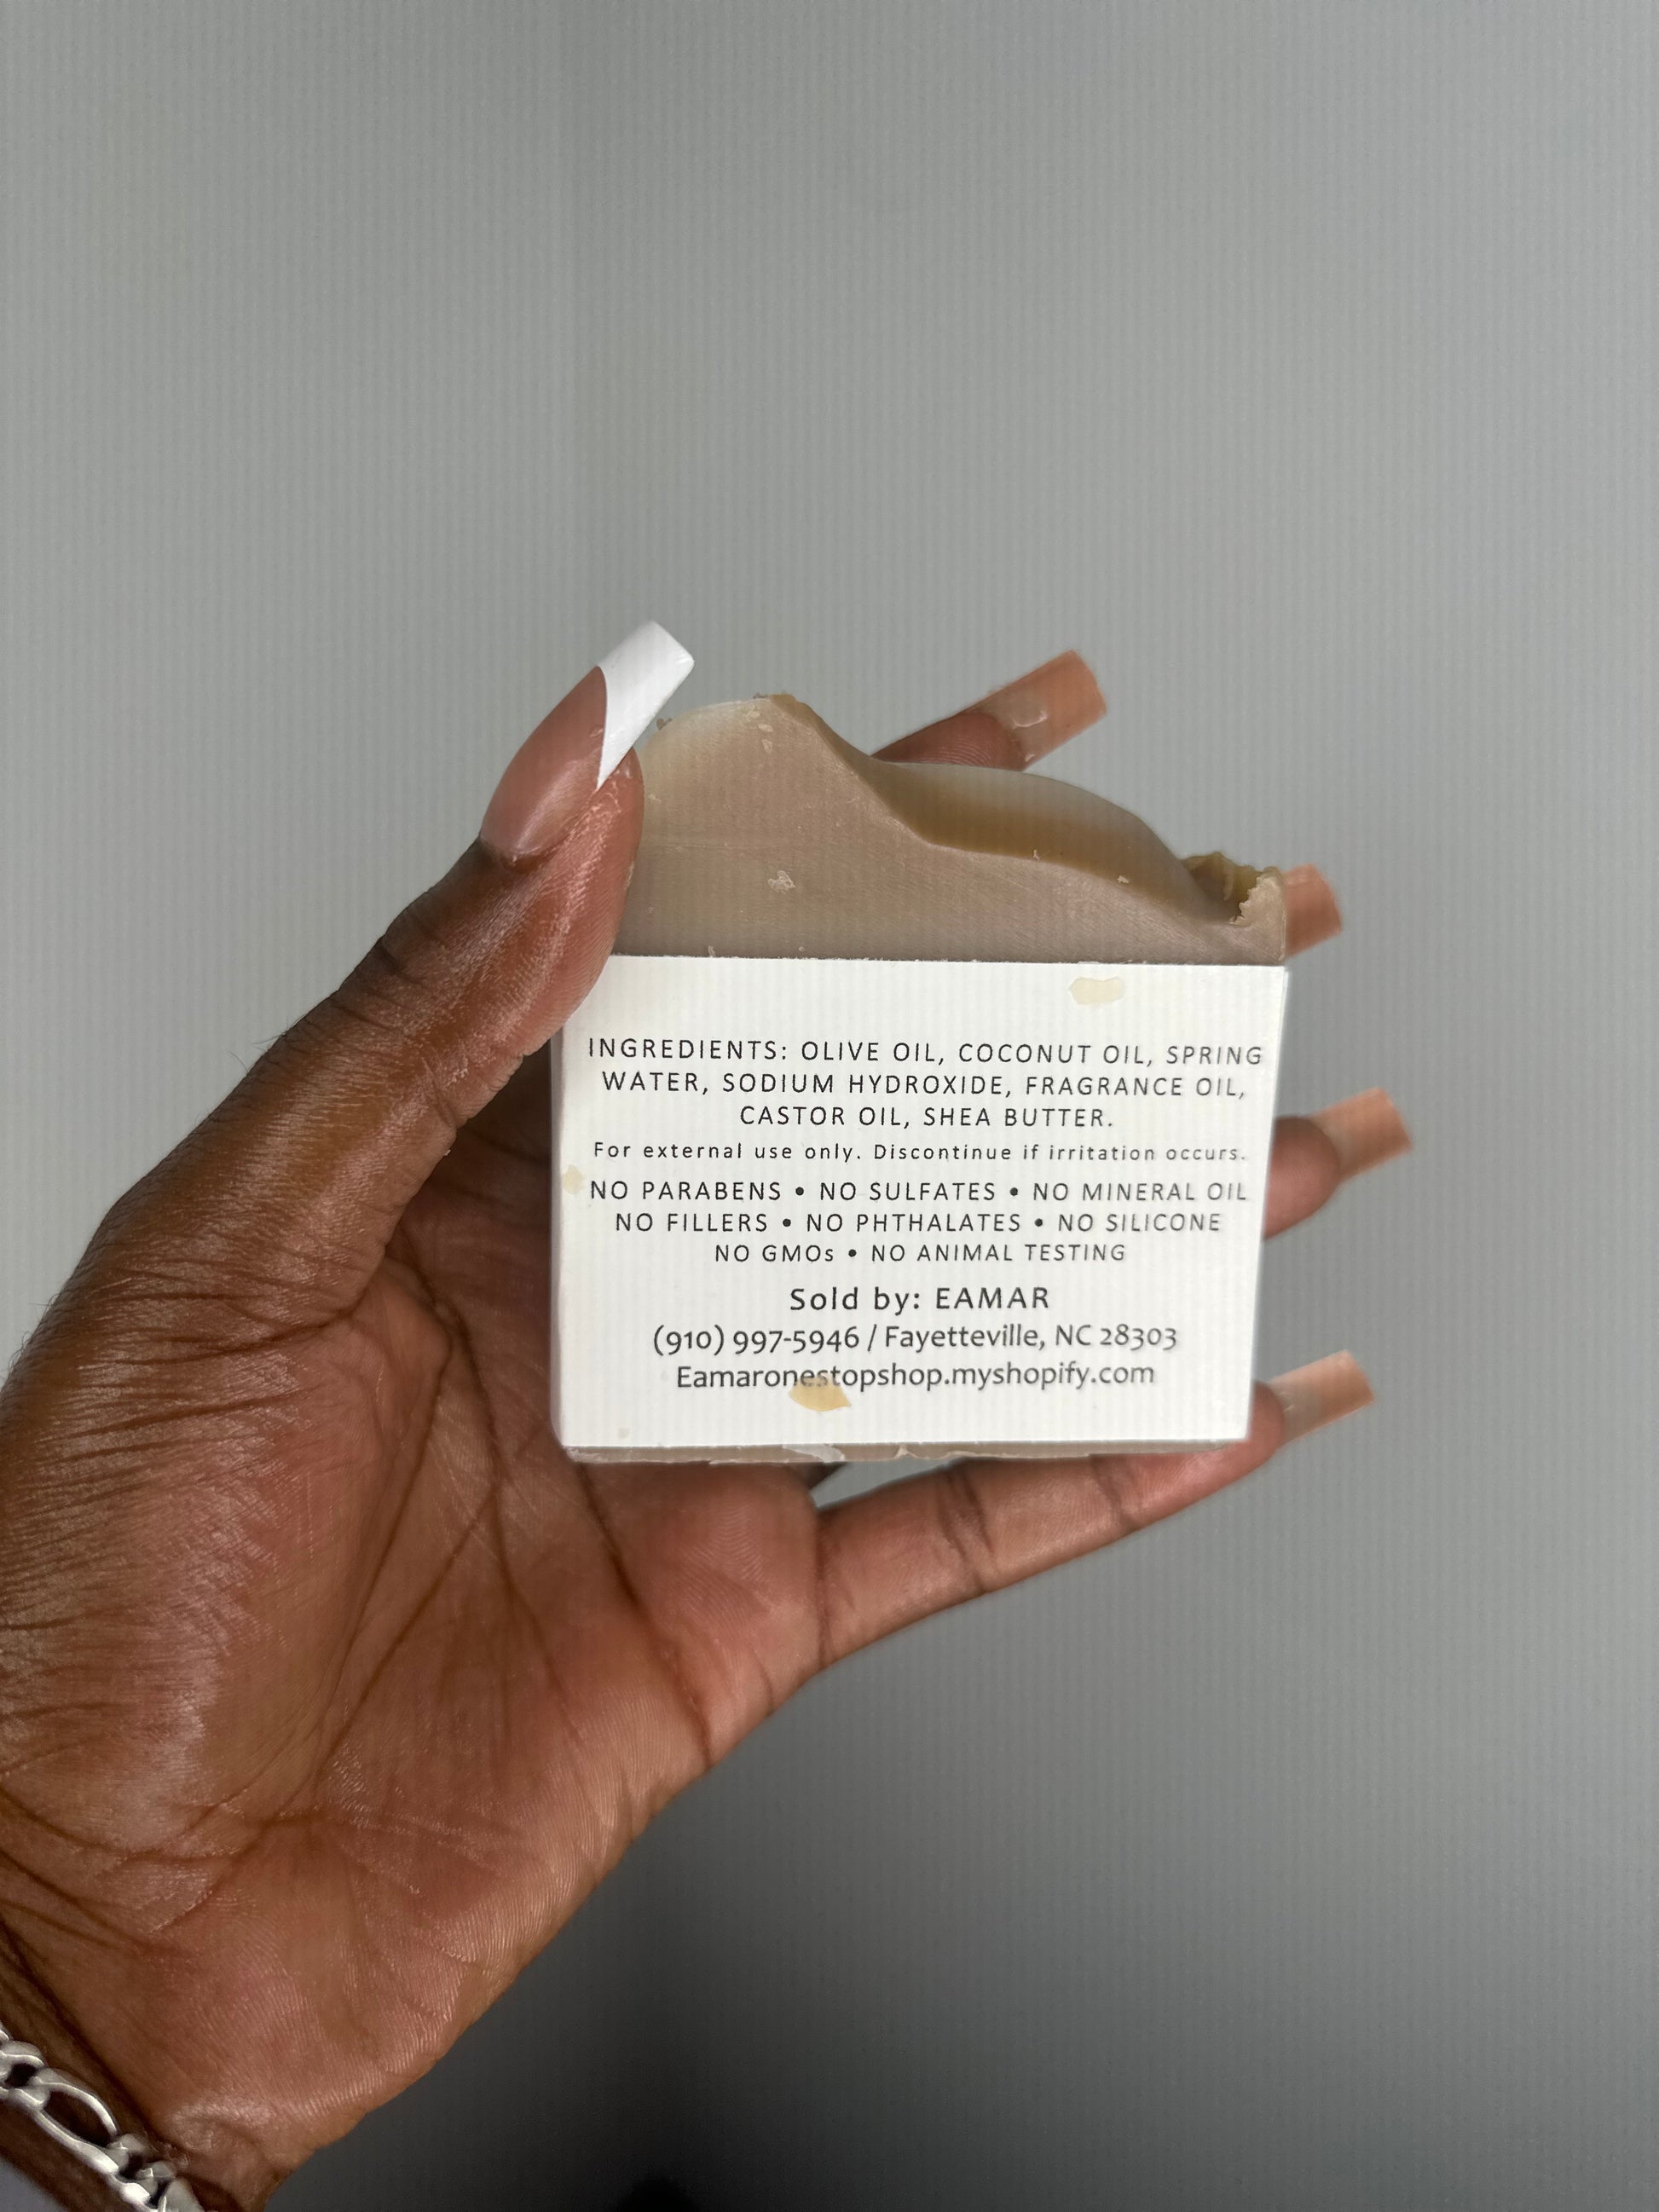 INGREDIENTS: OLIVE OIL, COCONUT OIL, SPRING
WATER, SODIUM HYDROXIDE, FRAGRANCE OIL,
CASTOR OIL, SHEA BUTTER.
For external use only. Discontinue if irritation occurs.
NO PARABENS • NO SULFATES • NO MINERAL OIL
NO FILLERS • NO PHTHALATES • NO SILICONE
NO GMOs • NO ANIMAL TESTING
Sold by: EAMAR
(910) 997-5946 / Fayetteville, NC 28303
Eamaronestopshop.myshopify.com